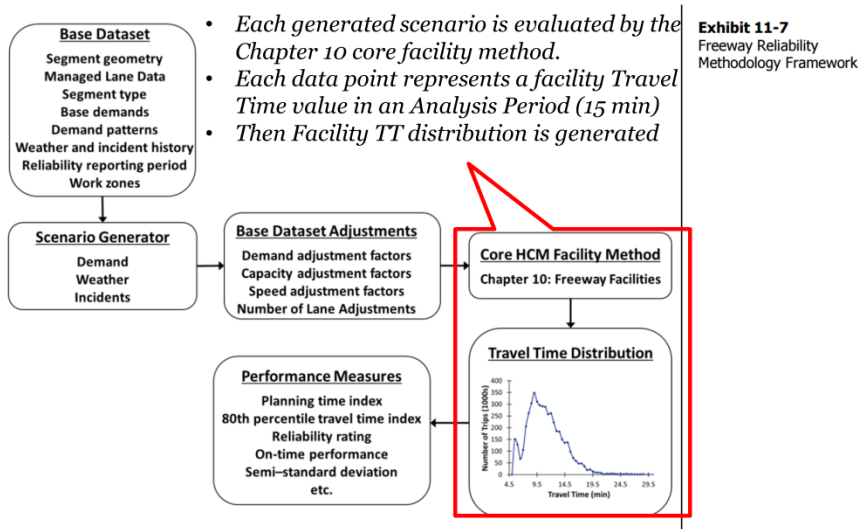 • Each generated scenario is evaluated by the
Chapter 10 core facility method.
• Each data point represents a facility Travel
Time value in an Analysis Period (15 min)
• Then Facility TT distribution is generated
Exhibit 11-7
Freeway Reliability
Methodology Framework
Base Dataset
Segment geometry
Managed Lane Data
Segment type
Base demands
Demand patterns
Weather and incident history
Reliability reporting period
Work zones
Scenario Generator
Demand
Weather
Incidents
Base Dataset Adjustments
Demand adjustment factors
Capacity adjustment factors
Speed adjustment factors
Number of Lane Adjustments
Core HCM Facility Method
Chapter 10: Freeway Facilities
Travel Time Distribution
Number of Trips (1000s)
400
350
300
250
200
150
100
50
0
4.5 9.5 14.5 19.5 24.5 29.5
Travel Time (min)
Performance Measures
Planning time index
80th percentile travel time index
Reliability rating
On-time performance
Semi–standard deviation
etc.